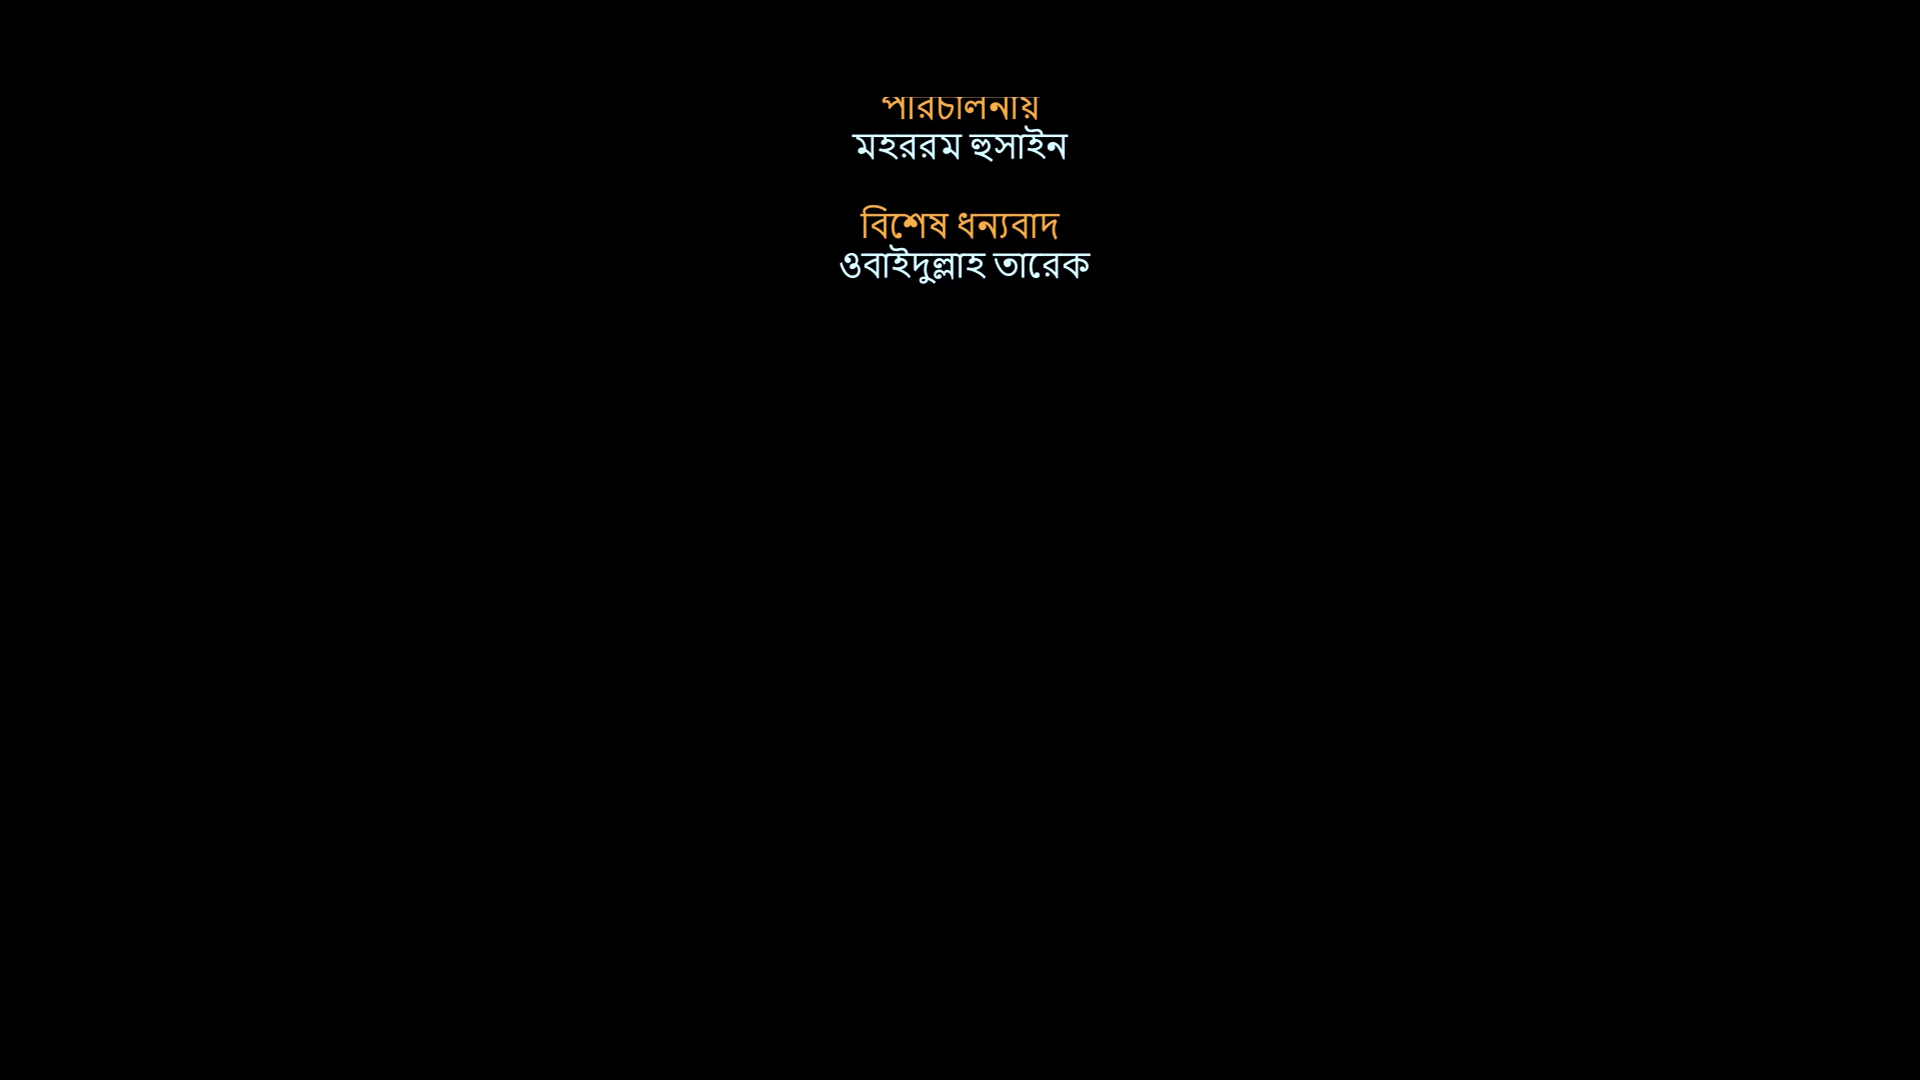 পরিচালনায়
মহররম হুসাইন
বিশেষ ধন্যবাদ
ওবাইদুল্লাহ তারেক